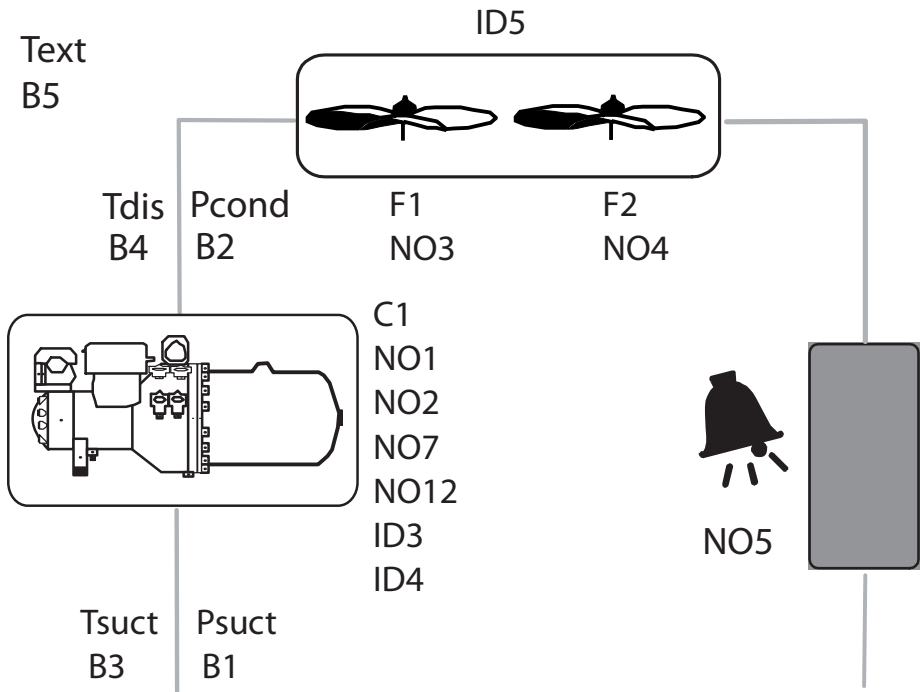 ID5
Text
B5
Tdis Pcond
B4 B2
F1 F2
NO3 NO4
C1
NO1
NO2
NO7
NO12
ID3
ID4
NO5
Tsuct Psuct
B3 B1